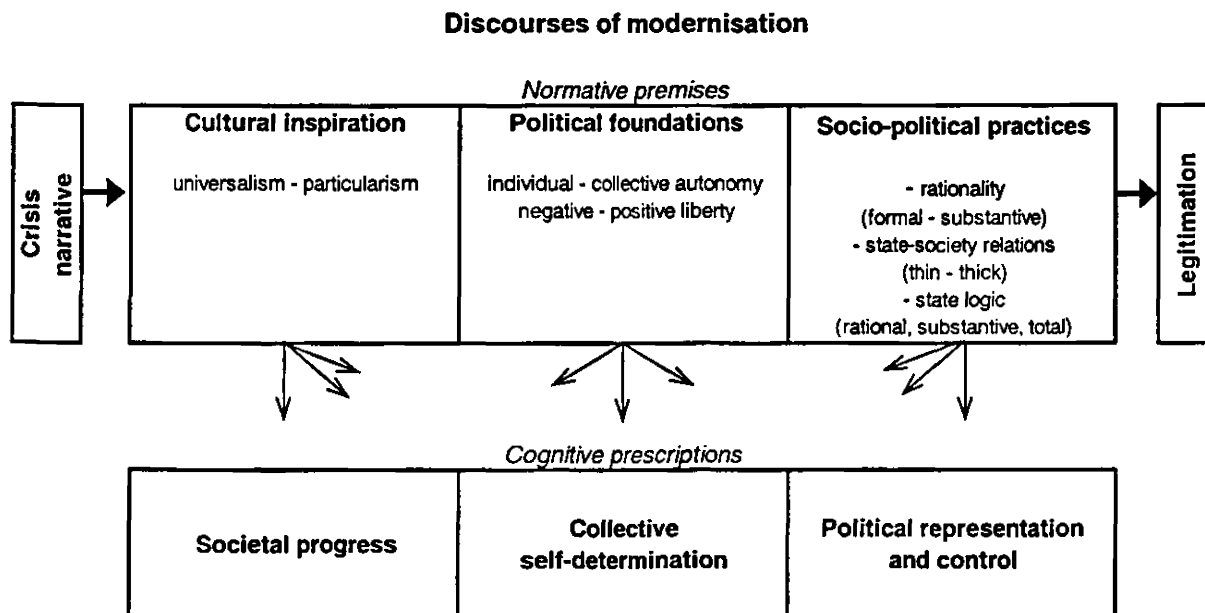 Discourses of modernisation
Normative premises
Crisis
narrative
Cultural inspiration
universalism - particularism
Political foundations
individual - collective autonomy
negative - positive liberty
Socio-political practices
- rationality
(formal - substantive)
- state-society relations
(thin - thick)
- state logic
(rational, substantive, total)
Legitimation
Cognitive prescriptions
Societal progress
Collective
self-determination
Political representation
and control